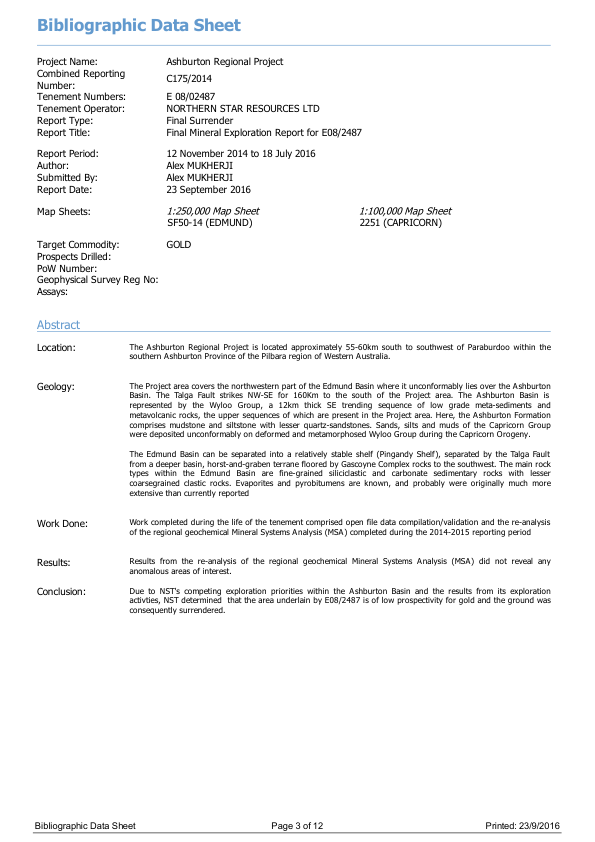 Bibliographic Data Sheet
Project Name: Ashburton Regional Project
Combined Reporting
Number: C175/2014
Tenement Numbers: E 08/02487
Tenement Operator: NORTHERN STAR RESOURCES LTD
Report Type: Final Surrender
Report Title: Final Mineral Exploration Report for E08/2487
Report Period: 12 November 2014 to 18 July 2016
Author: Alex MUKHERJI
Submitted By: Alex MUKHERJI
Report Date: 23 September 2016
Map Sheets: 1:250,000 Map Sheet 1:100,000 Map Sheet
SF50-14 (EDMUND) 2251 (CAPRICORN)
Target Commodity: GOLD
Prospects Drilled:
PoW Number:
Geophysical Survey Reg No:
Assays:
Abstract
Location: The Ashburton Regional Project is located approximately 55-60km south to southwest of Paraburdoo within the
southern Ashburton Province of the Pilbara region of Western Australia.
Geology: The Project area covers the northwestern part of the Edmund Basin where it unconformably lies over the Ashburton
Basin. The Talga Fault strikes NW-SE for 160Km to the south of the Project area. The Ashburton Basin is
represented by the Wyloo Group, a 12km thick SE trending sequence of low grade meta-sediments and
metavolcanic rocks, the upper sequences of which are present in the Project area. Here, the Ashburton Formation
comprises mudstone and siltstone with lesser quartz-sandstones. Sands, silts and muds of the Capricorn Group
were deposited unconformably on deformed and metamorphosed Wyloo Group during the Capricorn Orogeny.
The Edmund Basin can be separated into a relatively stable shelf (Pingandy Shelf), separated by the Talga Fault
from a deeper basin, horst-and-graben terrane floored by Gascoyne Complex rocks to the southwest. The main rock
types within the Edmund Basin are fine-grained siliciclastic and carbonate sedimentary rocks with lesser
coarsegrained clastic rocks. Evaporites and pyrobitumens are known, and probably were originally much more
extensive than currently reported
Work Done: Work completed during the life of the tenement comprised open file data compilation/validation and the re-analysis
of the regional geochemical Mineral Systems Analysis (MSA) completed during the 2014-2015 reporting period
Results: Results from the re-analysis of the regional geochemical Mineral Systems Analysis (MSA) did not reveal any
anomalous areas of interest.
Conclusion: Due to NST's competing exploration priorities within the Ashburton Basin and the results from its exploration
activties, NST determined that the area underlain by E08/2487 is of low prospectivity for gold and the ground was
consequently surrendered.
Bibliographic Data Sheet Page 3 of 12 Printed: 23/9/2016